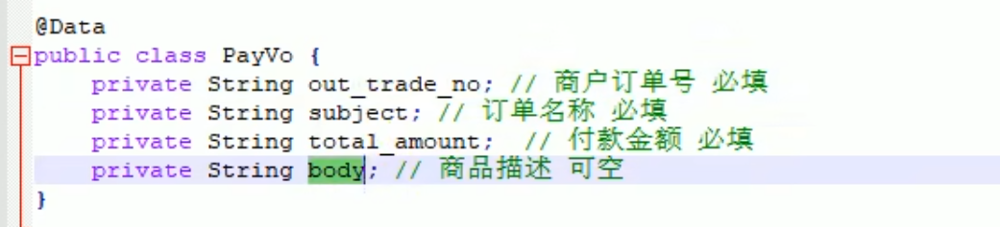 @Data
public class PayVo {
    private String out_trade_no; // 商户订单号 必填
    private String subject; // 订单名称 必填
    private String total_amount;  // 付款金额 必填
    private String body; // 商品描述 可空
}